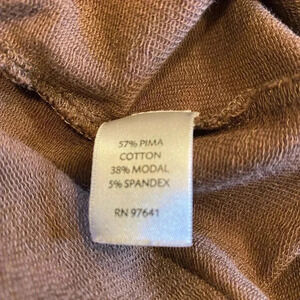 57% PIMA
COTTON
38% MODAL
5% SPANDEX
RN 97641